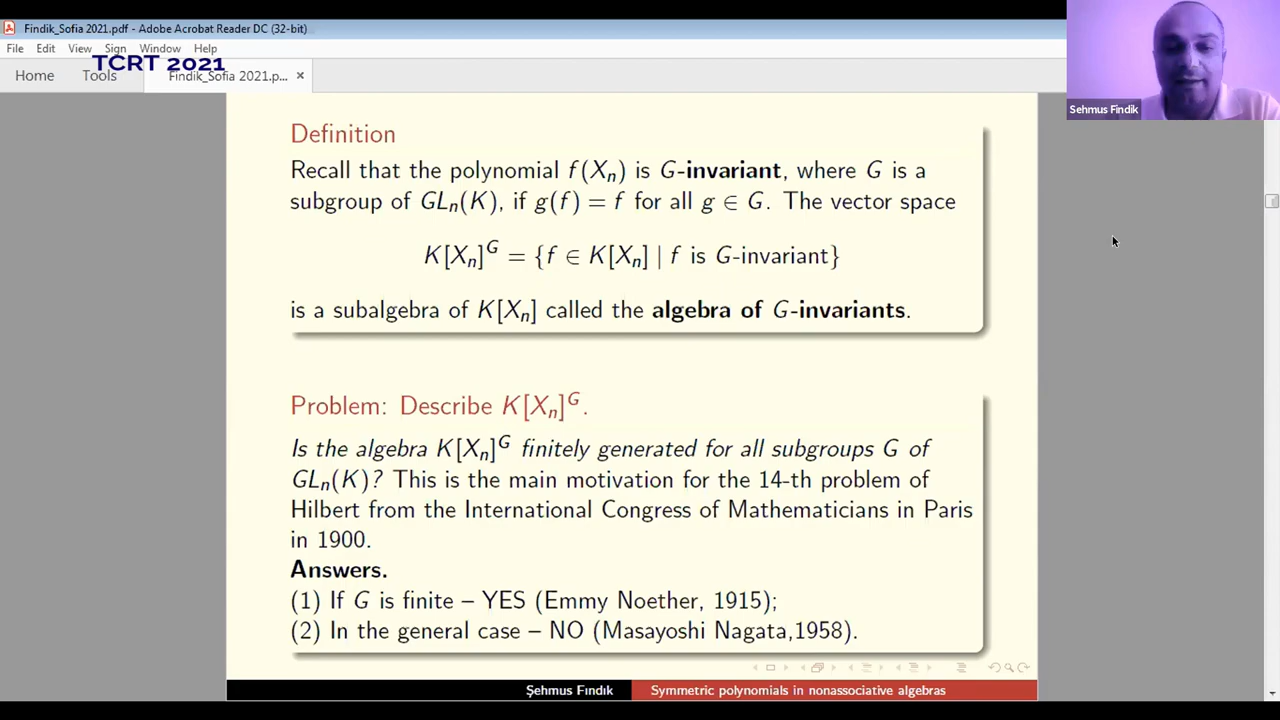 Findik_Sofia 2021.pdf - Adobe Acrobat Reader DC (32-bit)
File Edit View Sign Window Help
TCRT 2021
Home Tools Findik_Sofia 2021.p... ×
Sehmus Findik
Definition
Recall that the polynomial f(Xₙ) is G-invariant, where G is a
subgroup of GLₙ(K), if g(f) = f for all g ∈ G. The vector space
K[Xₙ]ᴳ = {f ∈ K[Xₙ] | f is G-invariant}
is a subalgebra of K[Xₙ] called the algebra of G-invariants.
Problem: Describe K[Xₙ]ᴳ.
Is the algebra K[Xₙ]ᴳ finitely generated for all subgroups G of
GLₙ(K)? This is the main motivation for the 14-th problem of
Hilbert from the International Congress of Mathematicians in Paris
in 1900.
Answers.
(1) If G is finite – YES (Emmy Noether, 1915);
(2) In the general case – NO (Masayoshi Nagata,1958).
Şehmus Fındık Symmetric polynomials in nonassociative algebras